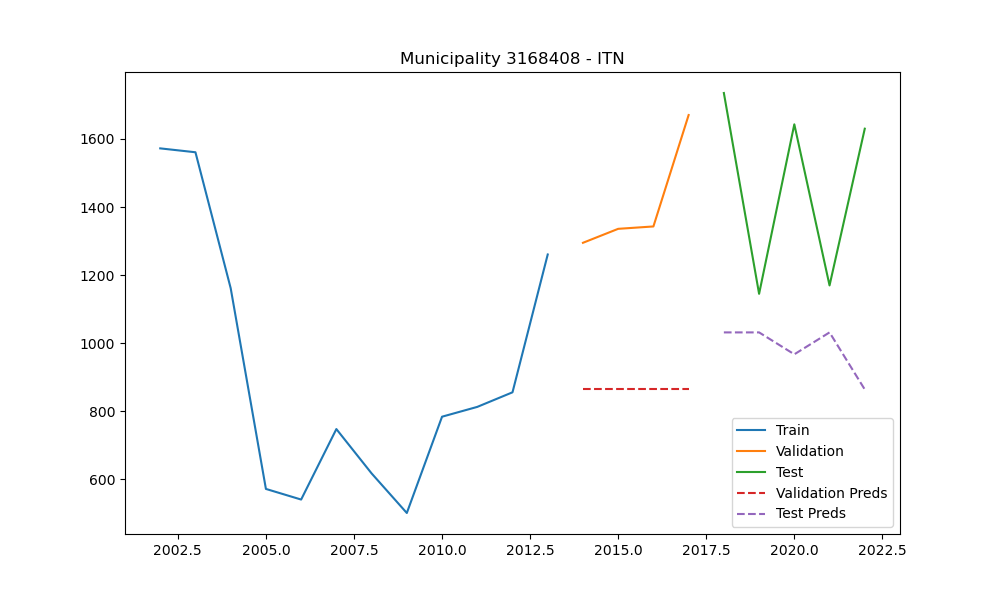 Municipality 3168408 - ITN
1600
1400
1200
1000
800
600
2002.5 2005.0 2007.5 2010.0 2012.5 2015.0 2017.5 2020.0 2022.5
Train
Validation
Test
Validation Preds
Test Preds